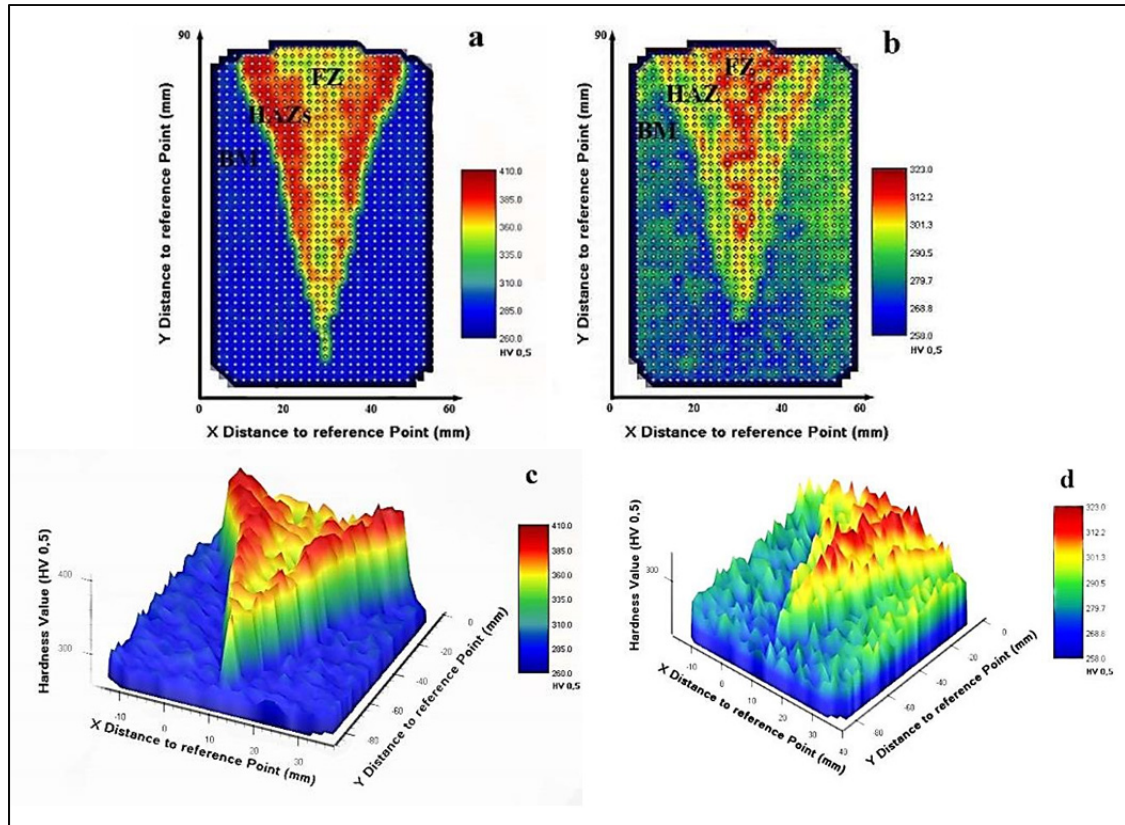 a
90
Y Distance to reference Point (mm)
FZ
HAZs
BM
410.0
385.0
360.0
335.0
310.0
285.0
260.0
HV 0,5
0
20
40
60
X Distance to reference Point (mm)
b
90
Y Distance to reference Point (mm)
FZ
HAZ
BM
323.0
312.2
301.3
290.5
279.7
268.8
258.0
HV 0,5
0
20
40
60
X Distance to reference Point (mm)
c
Hardness Value (HV 0,5)
400
300
-10
0
10
20
30
X Distance to reference Point (mm)
0
-20
-40
-60
-80
Y Distance to reference Point (mm)
410.0
385.0
360.0
335.0
310.0
285.0
260.0
HV 0,5
d
Hardness Value (HV 0,5)
300
-10
0
10
20
30
40
X Distance to reference Point (mm)
0
-20
-40
-60
-80
Y Distance to reference Point (mm)
323.0
312.2
301.3
290.5
279.7
268.8
258.0
HV 0,5